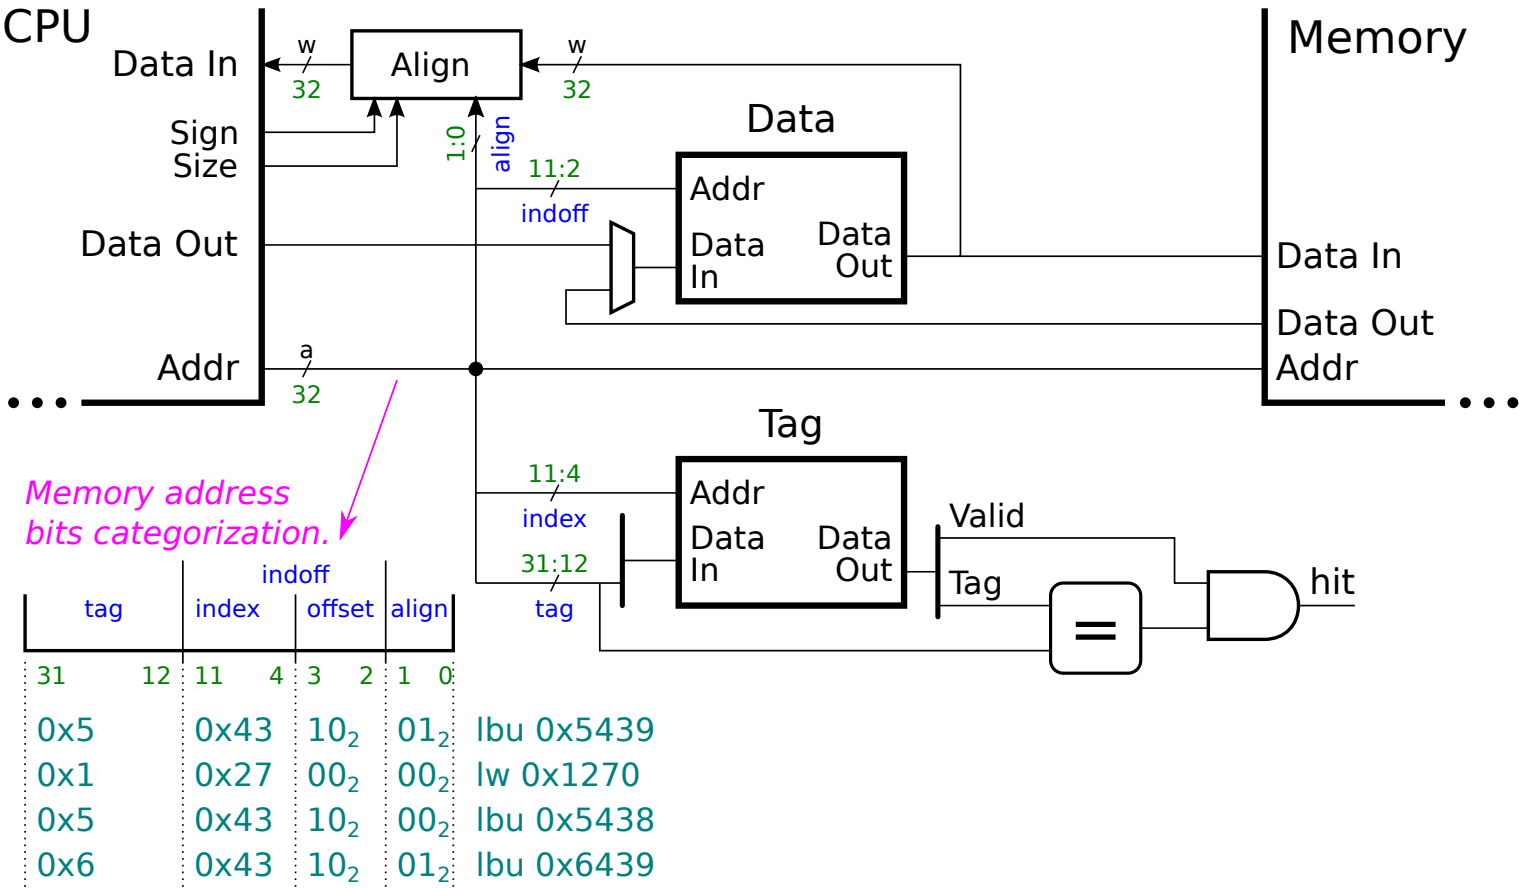 CPU
Memory
Data In
w
32
Align
w
32
Sign
Size
1:0
align
Data
11:2
indoff
Addr
Data
In
Data
Out
Data Out
Data In
Data Out
Addr
a
32
Addr
Tag
Memory address
bits categorization.
11:4
index
31:12
tag
Addr
Data
In
Data
Out
Valid
Tag
=
hit
indoff
tag index offset align
31 12 11 4 3 2 1 0
0x5 0x43 10₂ 01₂ lbu 0x5439
0x1 0x27 00₂ 00₂ lw 0x1270
0x5 0x43 10₂ 00₂ lbu 0x5438
0x6 0x43 10₂ 01₂ lbu 0x6439